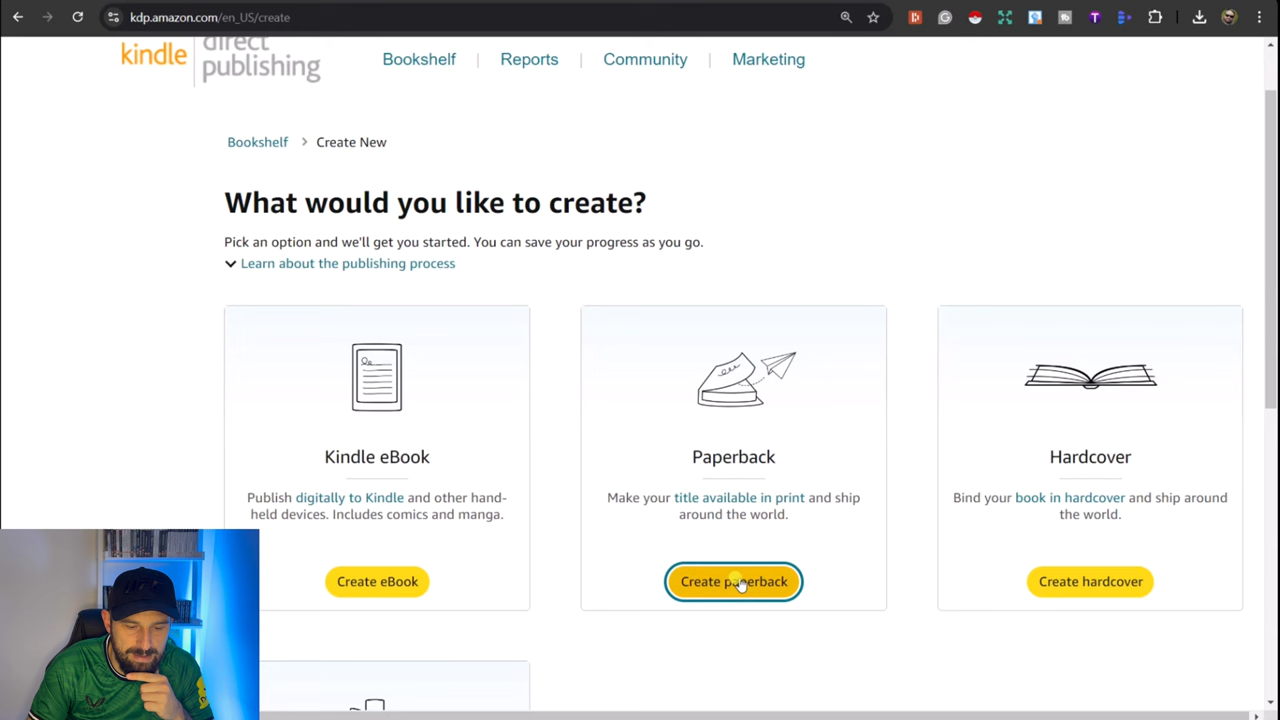 kdp.amazon.com/en_US/create
kindle direct publishing
Bookshelf | Reports | Community | Marketing
Bookshelf > Create New
What would you like to create?
Pick an option and we'll get you started. You can save your progress as you go.
Learn about the publishing process
Kindle eBook
Publish digitally to Kindle and other hand-
held devices. Includes comics and manga.
Create eBook
Paperback
Make your title available in print and ship
around the world.
Create paperback
Hardcover
Bind your book in hardcover and ship around
the world.
Create hardcover